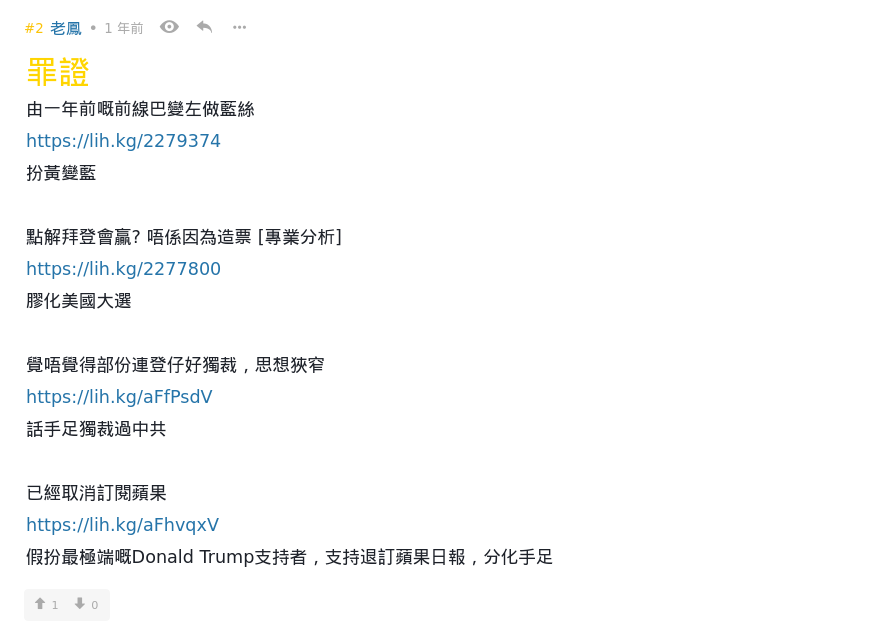 #2 老鳳 • 1 年前
罪證
由一年前嘅前線巴變左做藍絲
https://lih.kg/2279374
扮黃變藍
點解拜登會贏? 唔係因為造票 [專業分析]
https://lih.kg/2277800
膠化美國大選
覺唔覺得部份連登仔好獨裁，思想狹窄
https://lih.kg/aFfPsdV
話手足獨裁過中共
已經取消訂閱蘋果
https://lih.kg/aFhvqxV
假扮最極端嘅Donald Trump支持者，支持退訂蘋果日報，分化手足
1 0